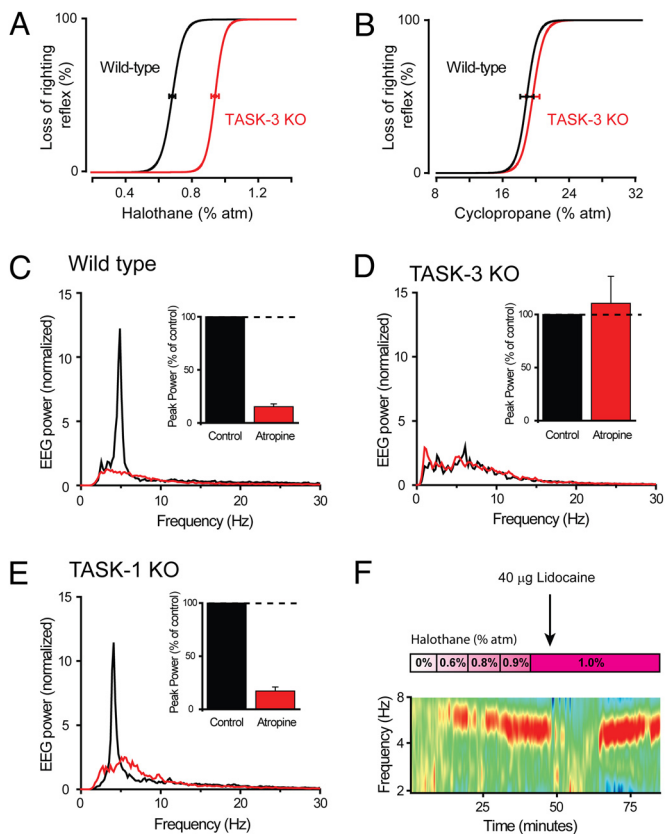 A
Loss of righting
reflex (%)
100
0
Wild-type
TASK-3 KO
0.4 0.8 1.2
Halothane (% atm)
B
Loss of righting
reflex (%)
100
0
Wild-type
TASK-3 KO
8 16 24 32
Cyclopropane (% atm)
C
Wild type
EEG power (normalized)
15
10
5
0
0 10 20 30
Frequency (Hz)
Peak Power (% of control)
100
50
0
Control Atropine
D
TASK-3 KO
EEG power (normalized)
15
10
5
0
0 10 20 30
Frequency (Hz)
Peak Power (% of control)
100
50
0
Control Atropine
E
TASK-1 KO
EEG power (normalized)
15
10
5
0
0 10 20 30
Frequency (Hz)
Peak Power (% of control)
100
50
0
Control Atropine
F
40 μg Lidocaine
Halothane (% atm)
0% 0.6% 0.8% 0.9% 1.0%
Frequency (Hz)
8
4
2
25 50 75
Time (minutes)